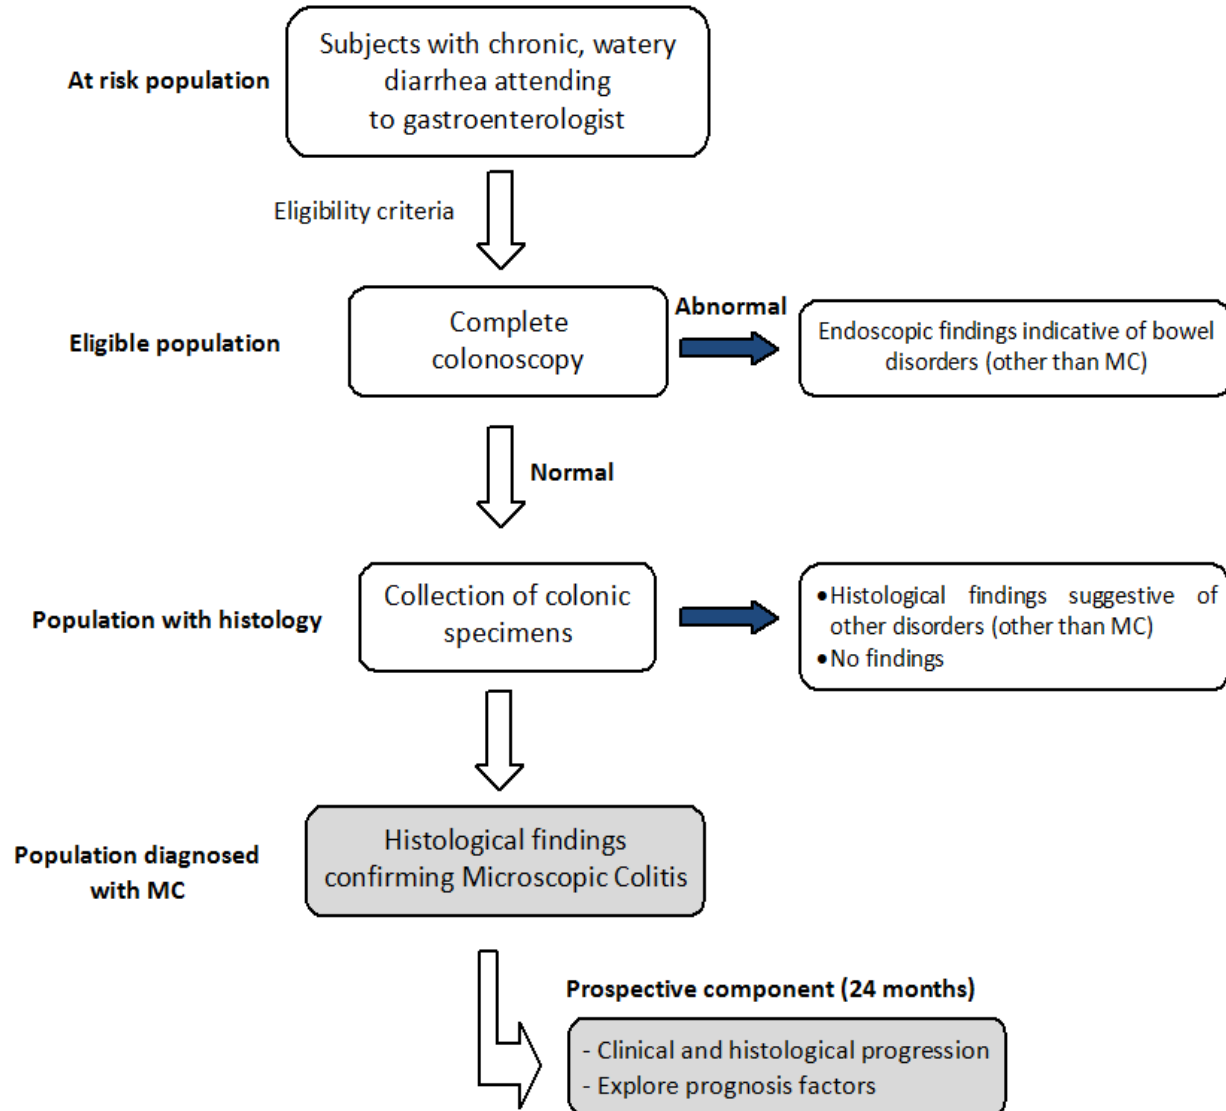 At risk population
Subjects with chronic, watery
diarrhea attending
to gastroenterologist
Eligibility criteria
Eligible population
Complete
colonoscopy
Abnormal
Endoscopic findings indicative of bowel
disorders (other than MC)
Normal
Population with histology
Collection of colonic
specimens
•Histological findings suggestive of
other disorders (other than MC)
•No findings
Population diagnosed
with MC
Histological findings
confirming Microscopic Colitis
Prospective component (24 months)
- Clinical and histological progression
- Explore prognosis factors